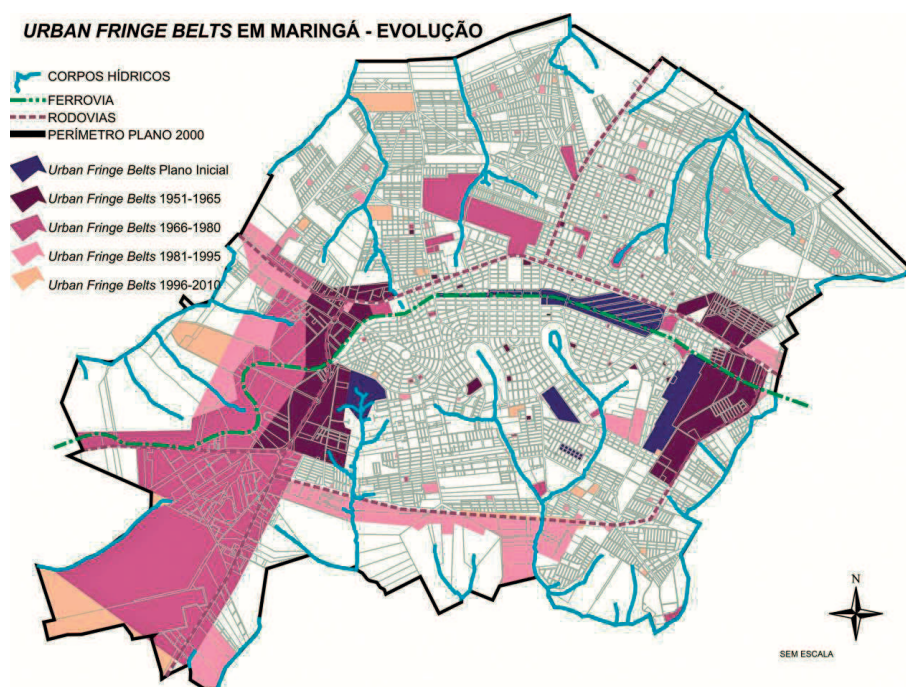 URBAN FRINGE BELTS EM MARINGÁ - EVOLUÇÃO
CORPOS HÍDRICOS
FERROVIA
RODOVIAS
PERÍMETRO PLANO 2000
Urban Fringe Belts Plano Inicial
Urban Fringe Belts 1951-1965
Urban Fringe Belts 1966-1980
Urban Fringe Belts 1981-1995
Urban Fringe Belts 1996-2010
N
SEM ESCALA